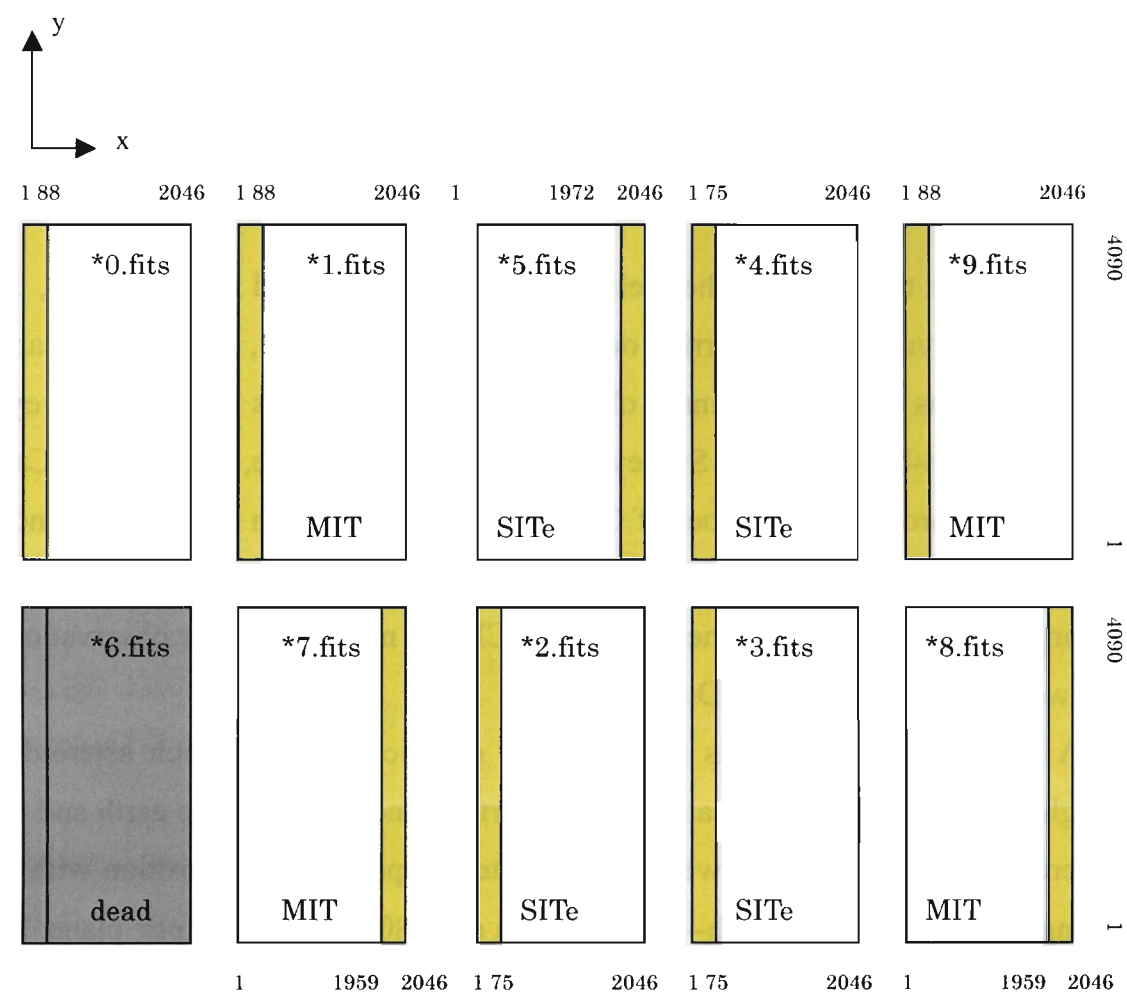 y
x
1 88 2046 1 88 2046 1 1972 2046 1 75 2046 1 88 2046
*0.fits *1.fits *5.fits *4.fits *9.fits
4090
MIT SITe SITe MIT
1
*6.fits *7.fits *2.fits *3.fits *8.fits
4090
dead MIT SITe SITe MIT
1
1 1959 2046 1 75 2046 1 75 2046 1 1959 2046